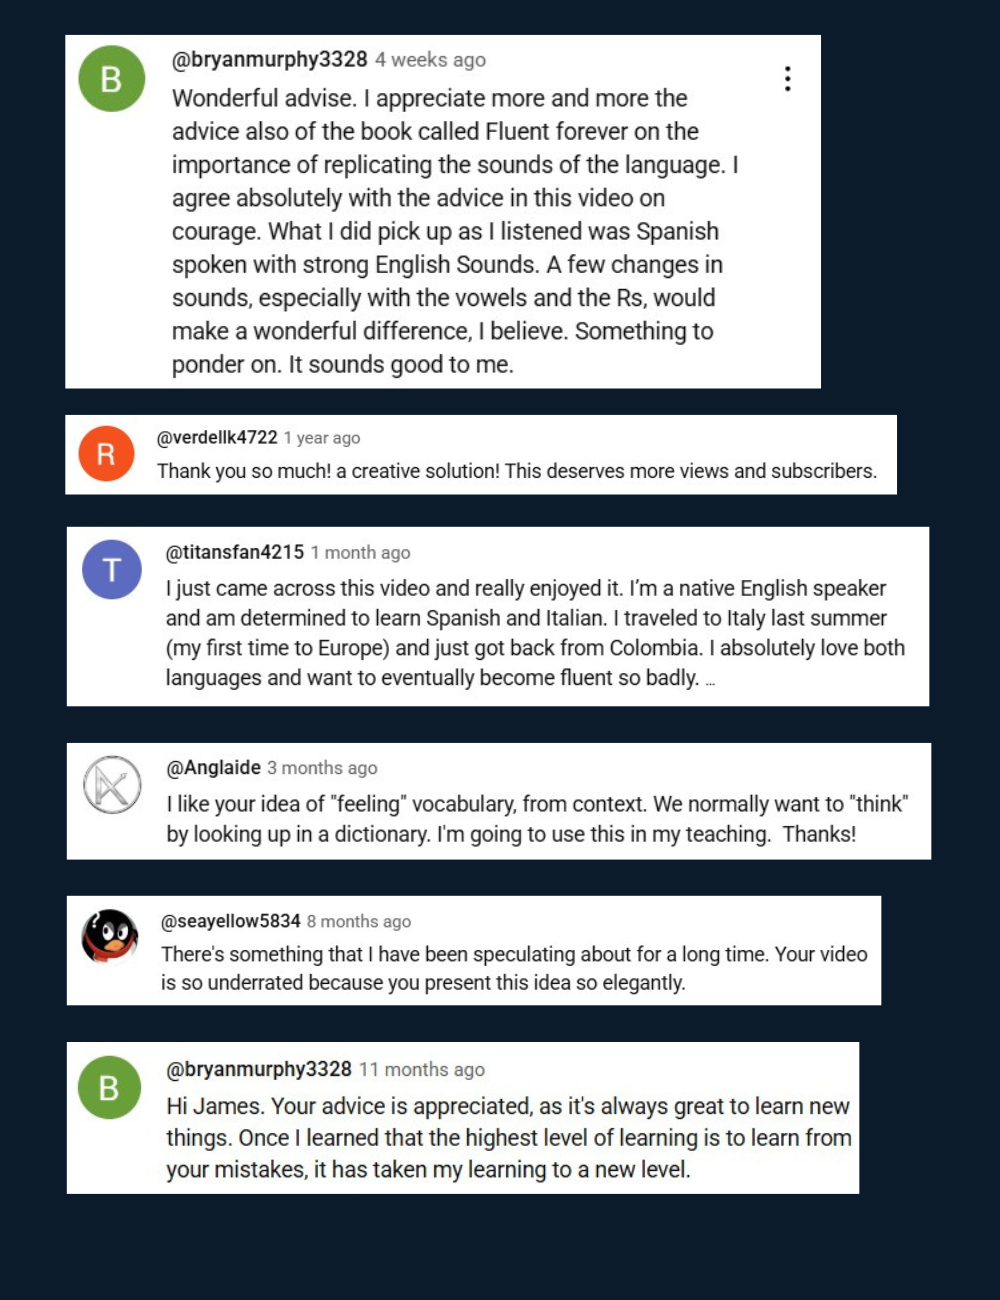 B
@bryanmurphy3328 4 weeks ago
Wonderful advise. I appreciate more and more the
advice also of the book called Fluent forever on the
importance of replicating the sounds of the language. I
agree absolutely with the advice in this video on
courage. What I did pick up as I listened was Spanish
spoken with strong English Sounds. A few changes in
sounds, especially with the vowels and the Rs, would
make a wonderful difference, I believe. Something to
ponder on. It sounds good to me.
R
@verdellk4722 1 year ago
Thank you so much! a creative solution! This deserves more views and subscribers.
T
@titansfan4215 1 month ago
I just came across this video and really enjoyed it. I’m a native English speaker
and am determined to learn Spanish and Italian. I traveled to Italy last summer
(my first time to Europe) and just got back from Colombia. I absolutely love both
languages and want to eventually become fluent so badly. ...
@Anglaide 3 months ago
I like your idea of "feeling" vocabulary, from context. We normally want to "think"
by looking up in a dictionary. I'm going to use this in my teaching.  Thanks!
?
@seayellow5834 8 months ago
There's something that I have been speculating about for a long time. Your video
is so underrated because you present this idea so elegantly.
B
@bryanmurphy3328 11 months ago
Hi James. Your advice is appreciated, as it's always great to learn new
things. Once I learned that the highest level of learning is to learn from
your mistakes, it has taken my learning to a new level.